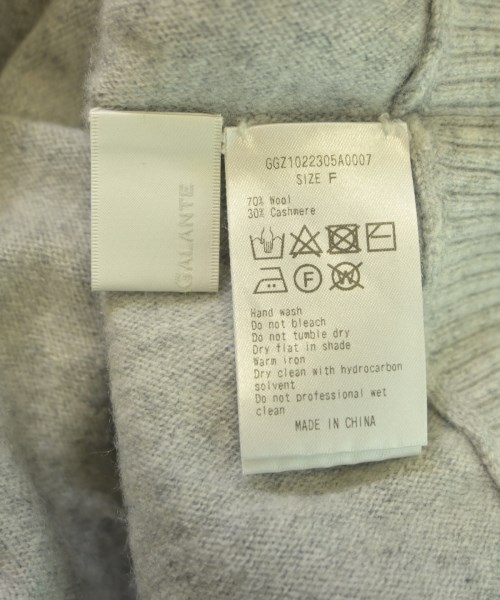 GALANTE
GGZ1022305A0007
SIZE F
70% Wool
30% Cashmere
F
W
Hand wash
Do not bleach
Do not tumble dry
Dry flat in shade
Warm iron
Dry clean with hydrocarbon
solvent
Do not professional wet
clean
MADE IN CHINA